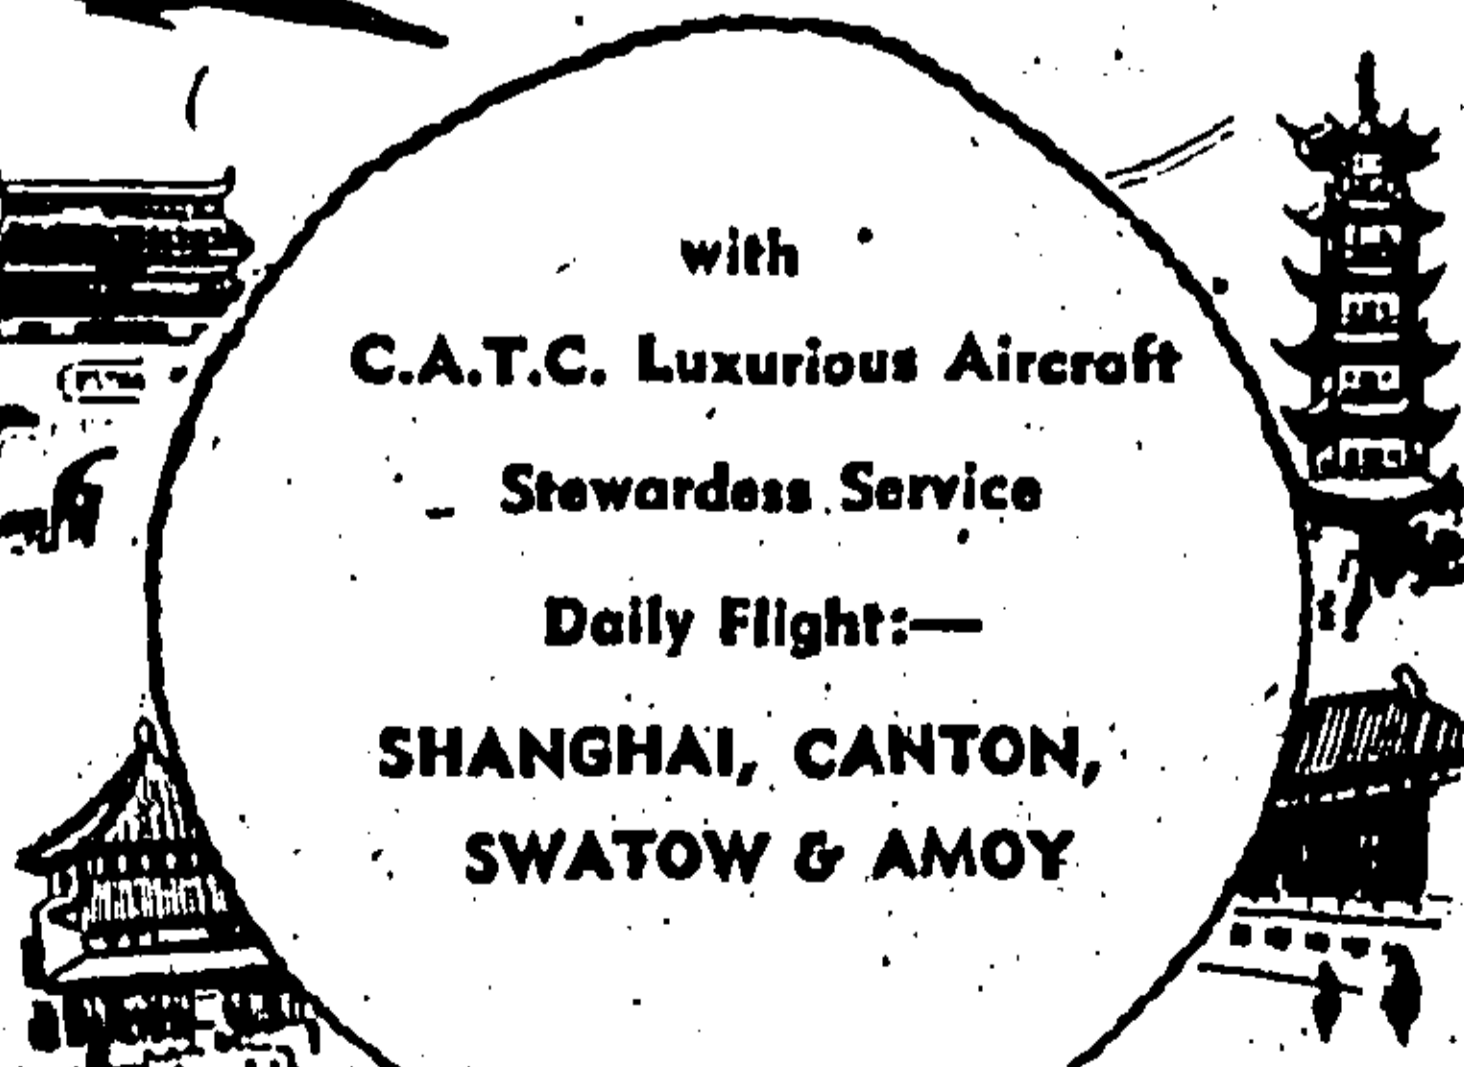 with
C.A.T.C. Luxurious Aircraft
Stewardess Service
Daily Flight:—
SHANGHAI, CANTON,
SWATOW & AMOY